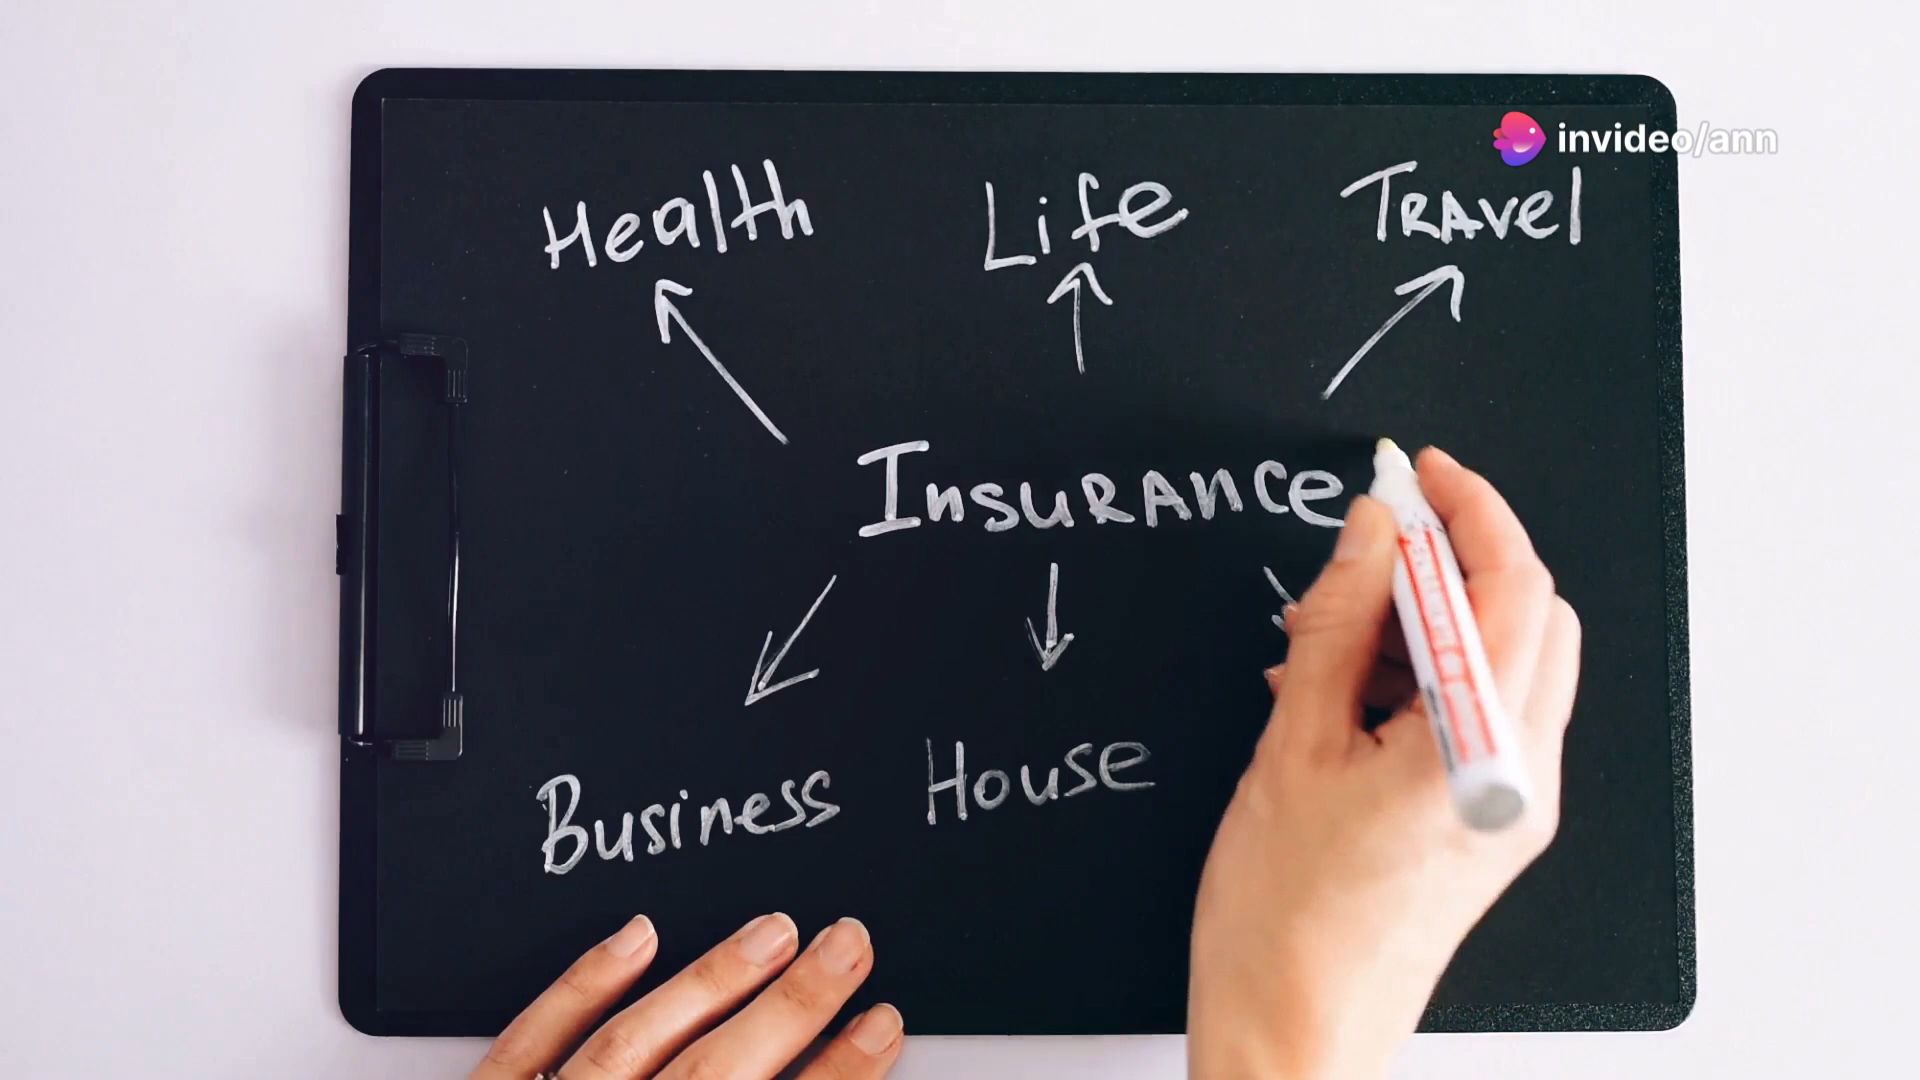 invideo/ann
Health Life Travel
Insurance
Business House